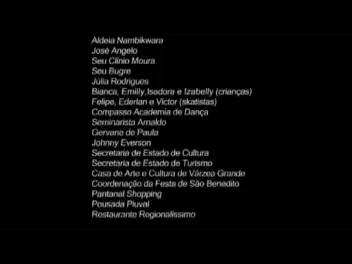 Aldeia Nambikwara
José Angelo
Seu Clínio Moura
Seu Bugre
Júlia Rodrigues
Bianca, Emilly,Isadora e Izabelly (crianças)
Felipe, Ederlan e Victor (skatistas)
Compasso Academia de Dança
Seminarista Arnaldo
Gervane de Paula
Johnny Everson
Secretaria de Estado de Cultura
Secretaria de Estado de Turismo
Casa de Arte e Cultura de Várzea Grande
Coordenação da Festa de São Benedito
Pantanal Shopping
Pousada Piuval
Restaurante Regionalíssimo